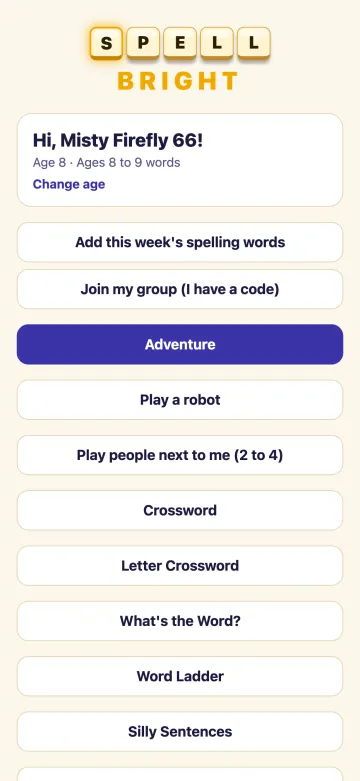 SPELL
BRIGHT
Hi, Misty Firefly 66!
Age 8 · Ages 8 to 9 words
Change age
Add this week's spelling words
Join my group (I have a code)
Adventure
Play a robot
Play people next to me (2 to 4)
Crossword
Letter Crossword
What's the Word?
Word Ladder
Silly Sentences